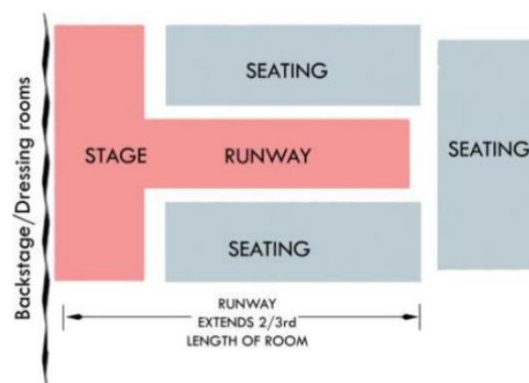 Backstage/Dressing rooms
SEATING
STAGE
RUNWAY
SEATING
SEATING
RUNWAY
EXTENDS 2/3rd
LENGTH OF ROOM